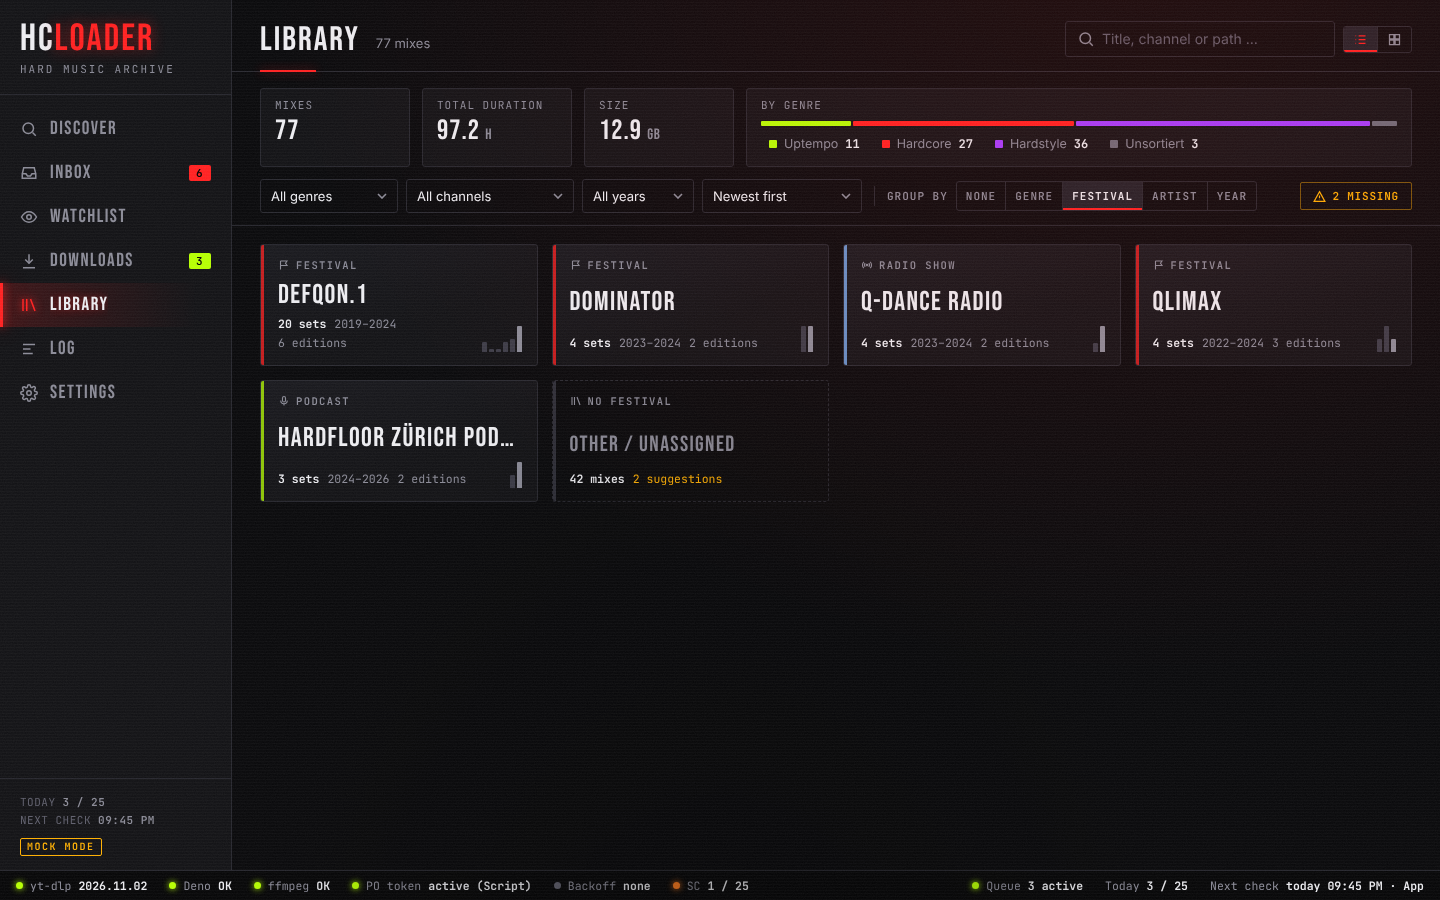 HCLOADER
HARD MUSIC ARCHIVE
DISCOVER
INBOX 6
WATCHLIST
DOWNLOADS 3
LIBRARY
LOG
SETTINGS
TODAY 3 / 25
NEXT CHECK 09:45 PM
MOCK MODE
LIBRARY 77 mixes
Title, channel or path ...
MIXES
77
TOTAL DURATION
97.2 H
SIZE
12.9 GB
BY GENRE
Uptempo 11 Hardcore 27 Hardstyle 36 Unsortiert 3
All genres All channels All years Newest first GROUP BY NONE GENRE FESTIVAL ARTIST YEAR 2 MISSING
FESTIVAL
DEFQON.1
20 sets 2019–2024
6 editions
FESTIVAL
DOMINATOR
4 sets 2023–2024 2 editions
RADIO SHOW
Q-DANCE RADIO
4 sets 2023–2024 2 editions
FESTIVAL
QLIMAX
4 sets 2022–2024 3 editions
PODCAST
HARDFLOOR ZÜRICH POD…
3 sets 2024–2026 2 editions
NO FESTIVAL
OTHER / UNASSIGNED
42 mixes 2 suggestions
yt-dlp 2026.11.02 Deno OK ffmpeg OK PO token active (Script) Backoff none SC 1 / 25 Queue 3 active Today 3 / 25 Next check today 09:45 PM · App